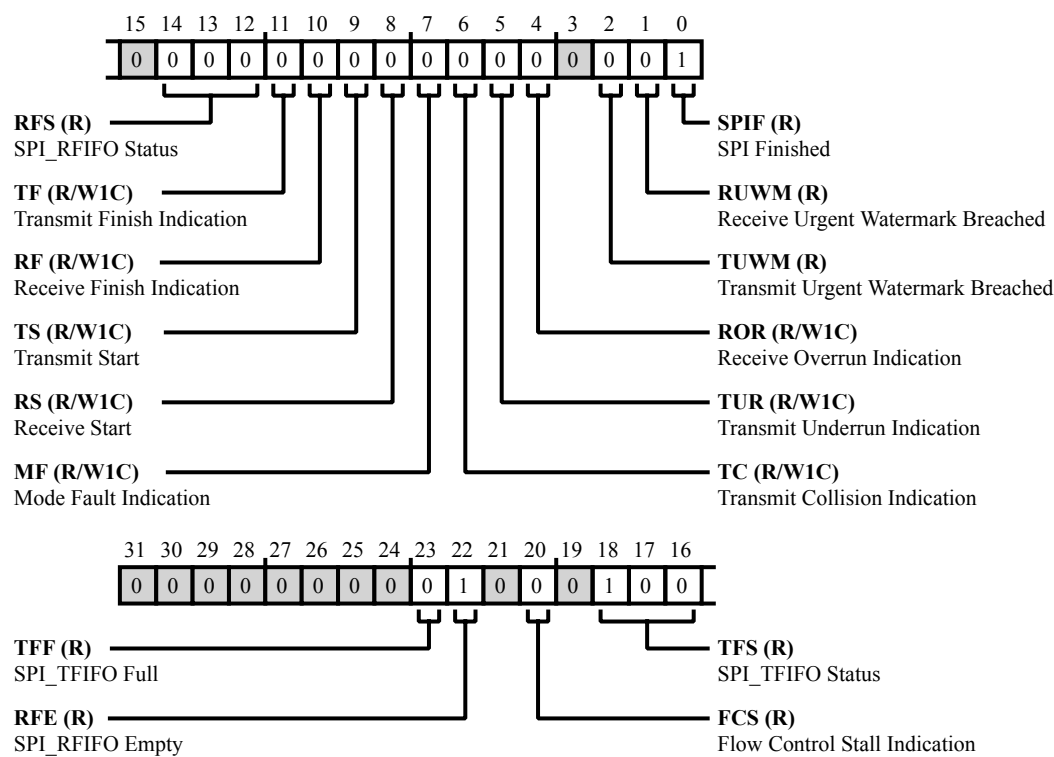 15 14 13 12 11 10 9 8 7 6 5 4 3 2 1 0
0 0 0 0 0 0 0 0 0 0 0 0 0 0 0 1
RFS (R)
SPI_RFIFO Status
TF (R/W1C)
Transmit Finish Indication
RF (R/W1C)
Receive Finish Indication
TS (R/W1C)
Transmit Start
RS (R/W1C)
Receive Start
MF (R/W1C)
Mode Fault Indication
SPIF (R)
SPI Finished
RUWM (R)
Receive Urgent Watermark Breached
TUWM (R)
Transmit Urgent Watermark Breached
ROR (R/W1C)
Receive Overrun Indication
TUR (R/W1C)
Transmit Underrun Indication
TC (R/W1C)
Transmit Collision Indication
31 30 29 28 27 26 25 24 23 22 21 20 19 18 17 16
0 0 0 0 0 0 0 0 0 1 0 0 0 1 0 0
TFF (R)
SPI_TFIFO Full
RFE (R)
SPI_RFIFO Empty
TFS (R)
SPI_TFIFO Status
FCS (R)
Flow Control Stall Indication